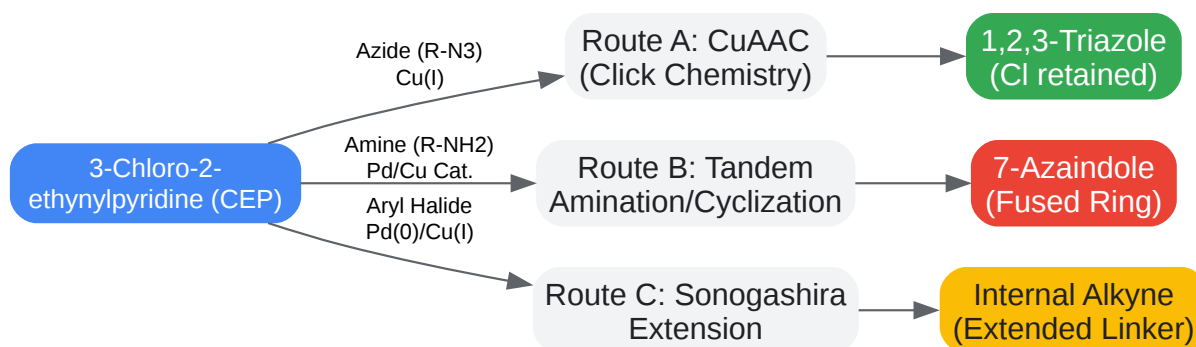 Azide (R-N3)
Cu(I)
Route A: CuAAC
(Click Chemistry)
1,2,3-Triazole
(Cl retained)
3-Chloro-2-
ethynylpyridine (CEP)
Amine (R-NH2)
Pd/Cu Cat.
Route B: Tandem
Amination/Cyclization
7-Azaindole
(Fused Ring)
Aryl Halide
Pd(0)/Cu(I)
Route C: Sonogashira
Extension
Internal Alkyne
(Extended Linker)